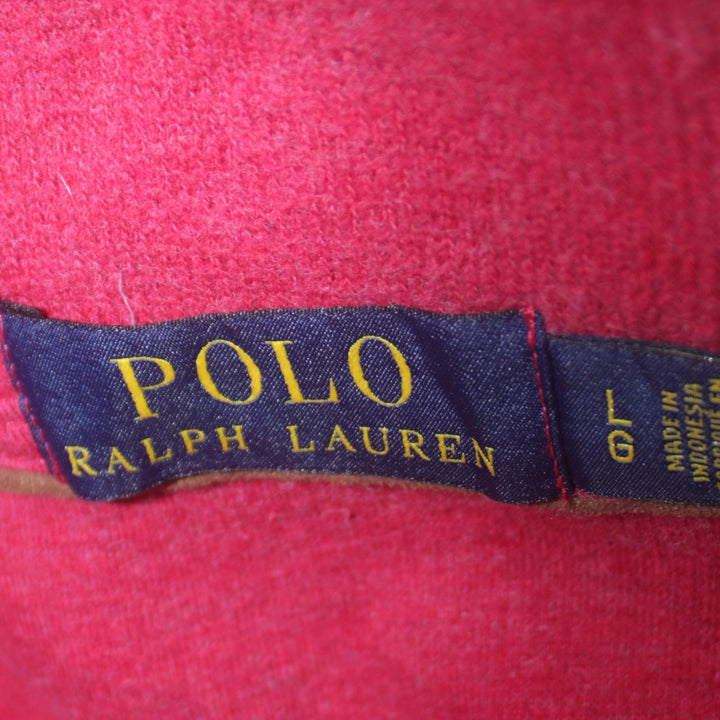 POLO
RALPH LAUREN
L
G
MADE IN
INDONESIA